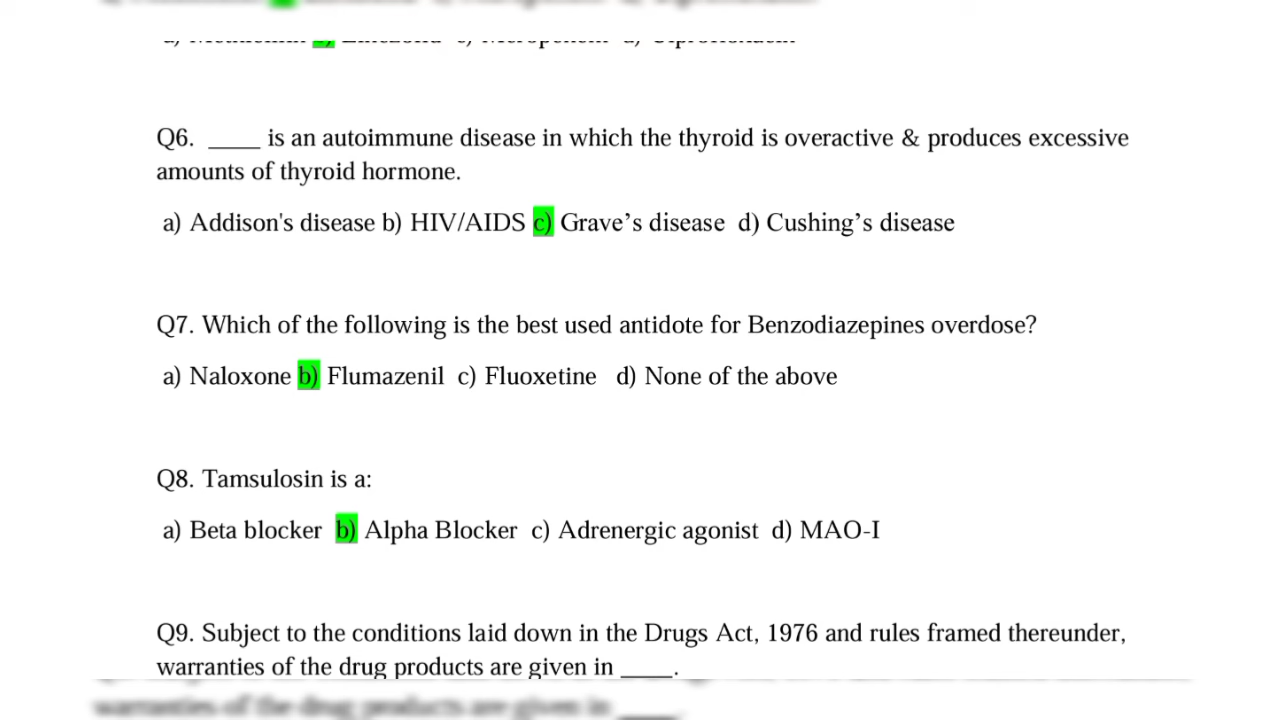 Q6. ____ is an autoimmune disease in which the thyroid is overactive & produces excessive
amounts of thyroid hormone.
a) Addison's disease b) HIV/AIDS c) Grave’s disease d) Cushing’s disease
Q7. Which of the following is the best used antidote for Benzodiazepines overdose?
a) Naloxone b) Flumazenil c) Fluoxetine d) None of the above
Q8. Tamsulosin is a:
a) Beta blocker b) Alpha Blocker c) Adrenergic agonist d) MAO-I
Q9. Subject to the conditions laid down in the Drugs Act, 1976 and rules framed thereunder,
warranties of the drug products are given in ____.